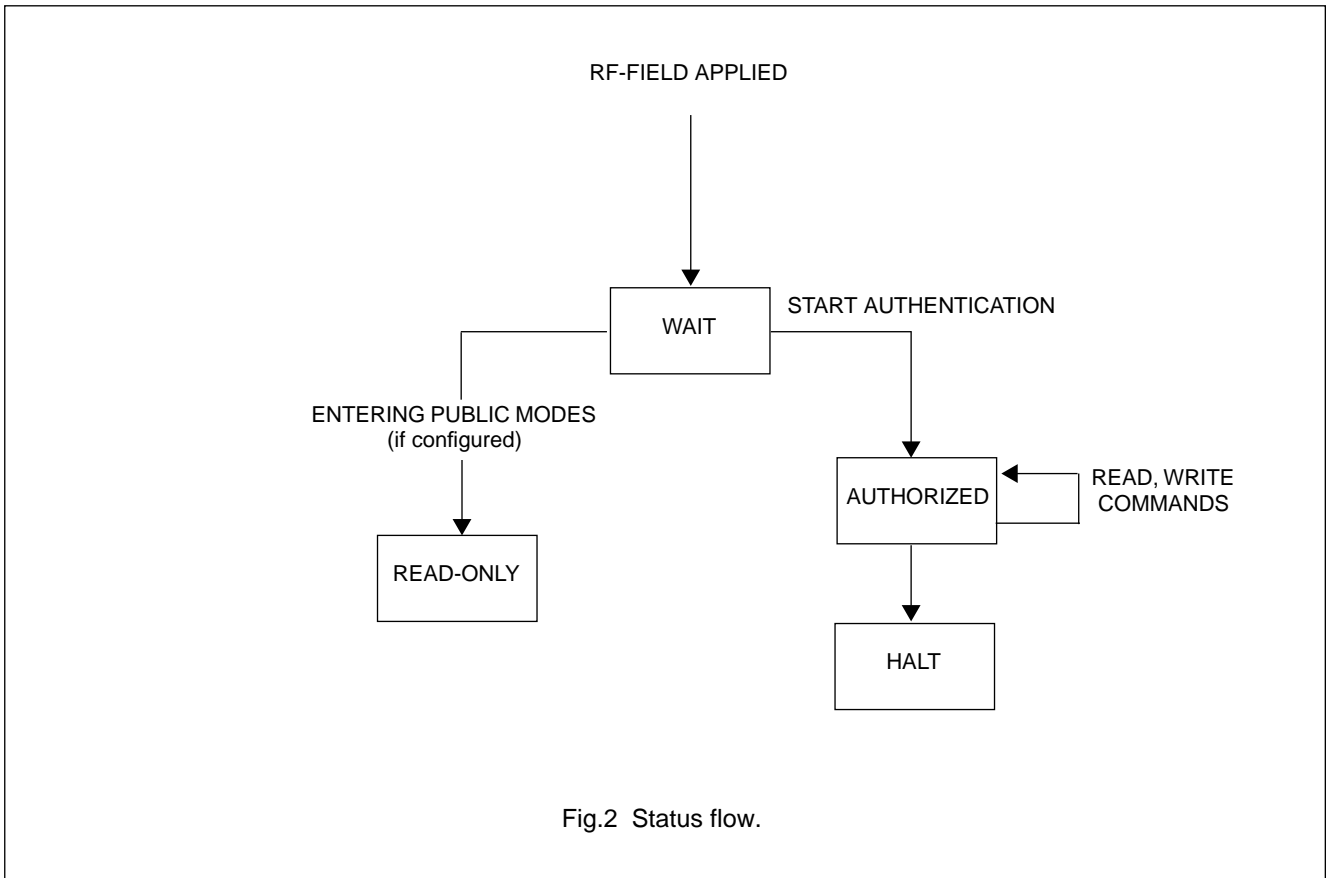 RF-FIELD APPLIED
WAIT
START AUTHENTICATION
ENTERING PUBLIC MODES
(if configured)
READ-ONLY
AUTHORIZED
READ, WRITE
COMMANDS
HALT
Fig.2 Status flow.